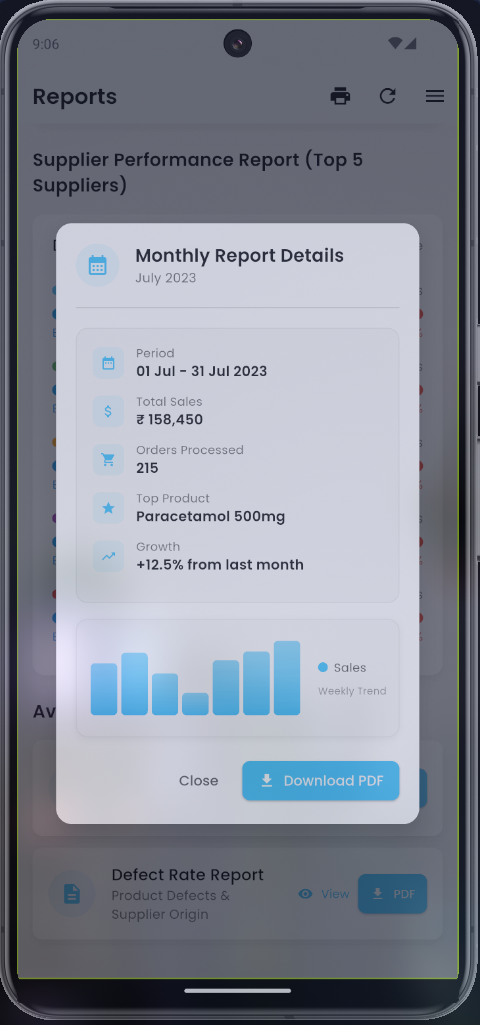 9:06
Reports
Supplier Performance Report (Top 5
Suppliers)
Monthly Report Details
July 2023
Period
01 Jul - 31 Jul 2023
Total Sales
₹ 158,450
Orders Processed
215
Top Product
Paracetamol 500mg
Growth
+12.5% from last month
Sales
Weekly Trend
Close
Download PDF
Av
Defect Rate Report
Product Defects &
Supplier Origin
View
PDF